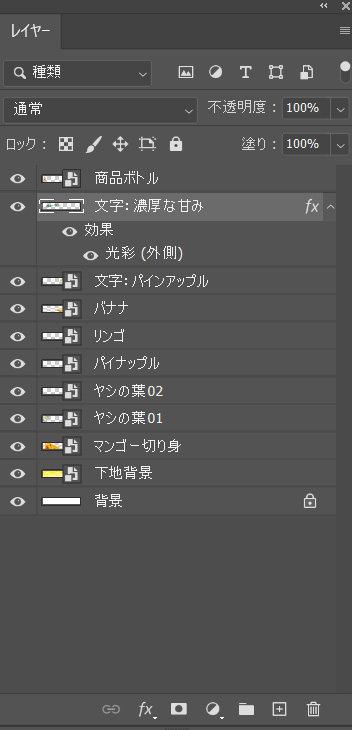 レイヤー
種類
通常 不透明度: 100%
ロック: 塗り: 100%
商品ボトル
文字: 濃厚な甘み fx
効果
光彩 (外側)
文字: パインアップル
バナナ
リンゴ
パイナップル
ヤシの葉02
ヤシの葉01
マンゴー切り身
下地背景
背景
fx